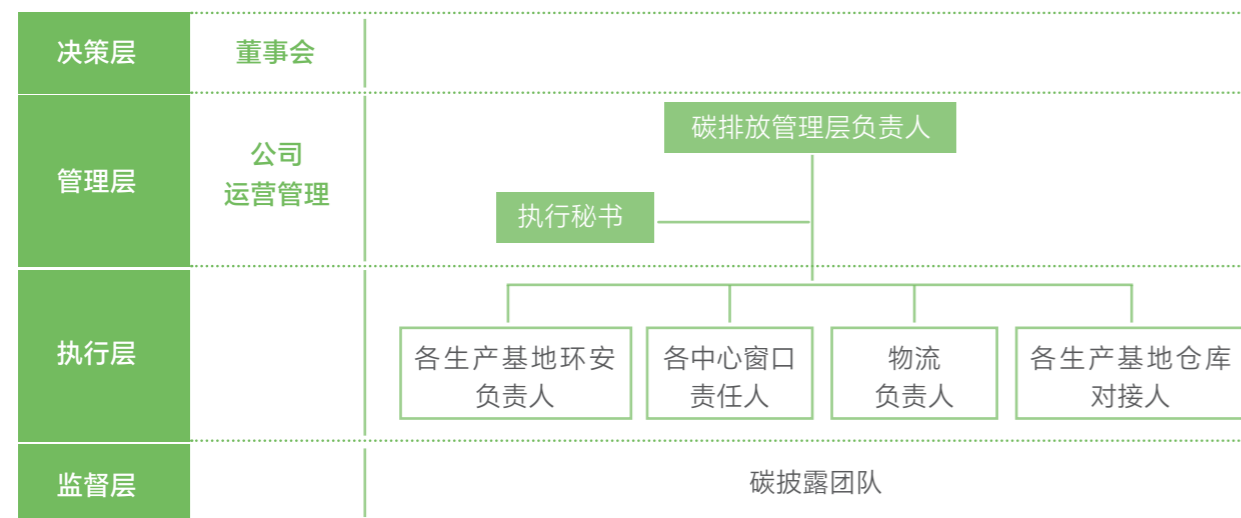 决策层
董事会
管理层
公司
运营管理
碳排放管理层负责人
执行秘书
执行层
各生产基地环安
负责人
各中心窗口
责任人
物流
负责人
各生产基地仓库
对接人
监督层
碳披露团队